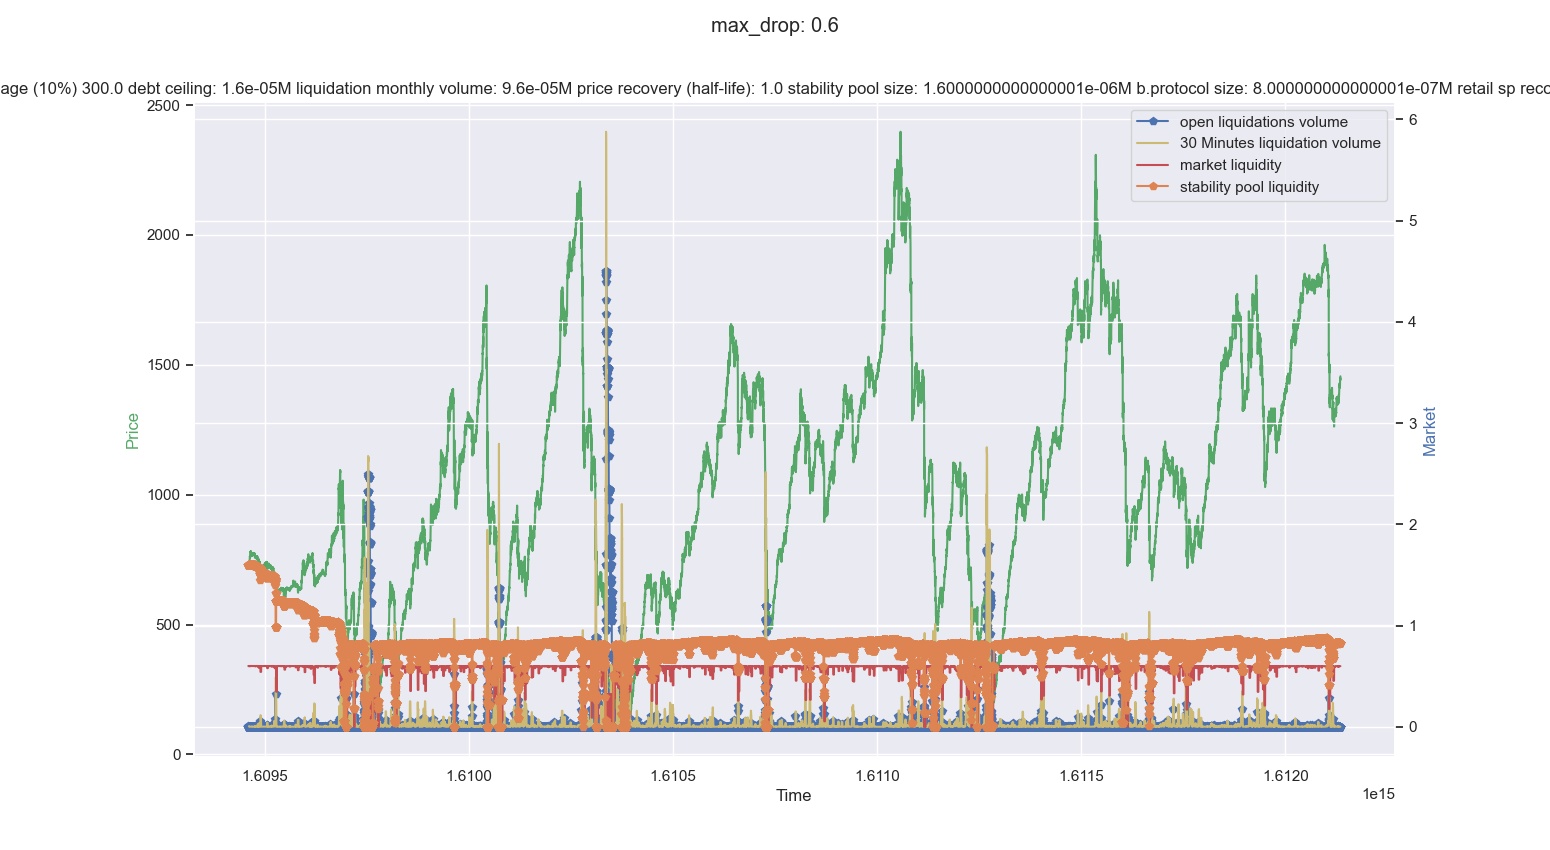 max_drop: 0.6
age (10%) 300.0 debt ceiling: 1.6e-05M liquidation monthly volume: 9.6e-05M price recovery (half-life): 1.0 stability pool size: 1.6000000000000001e-06M b.protocol size: 8.000000000000001e-07M retail sp reco
2500
2000
1500
1000
500
0
Price
6
5
4
3
2
1
0
Market
open liquidations volume
30 Minutes liquidation volume
market liquidity
stability pool liquidity
1.6095 1.6100 1.6105 1.6110 1.6115 1.6120
1e15
Time